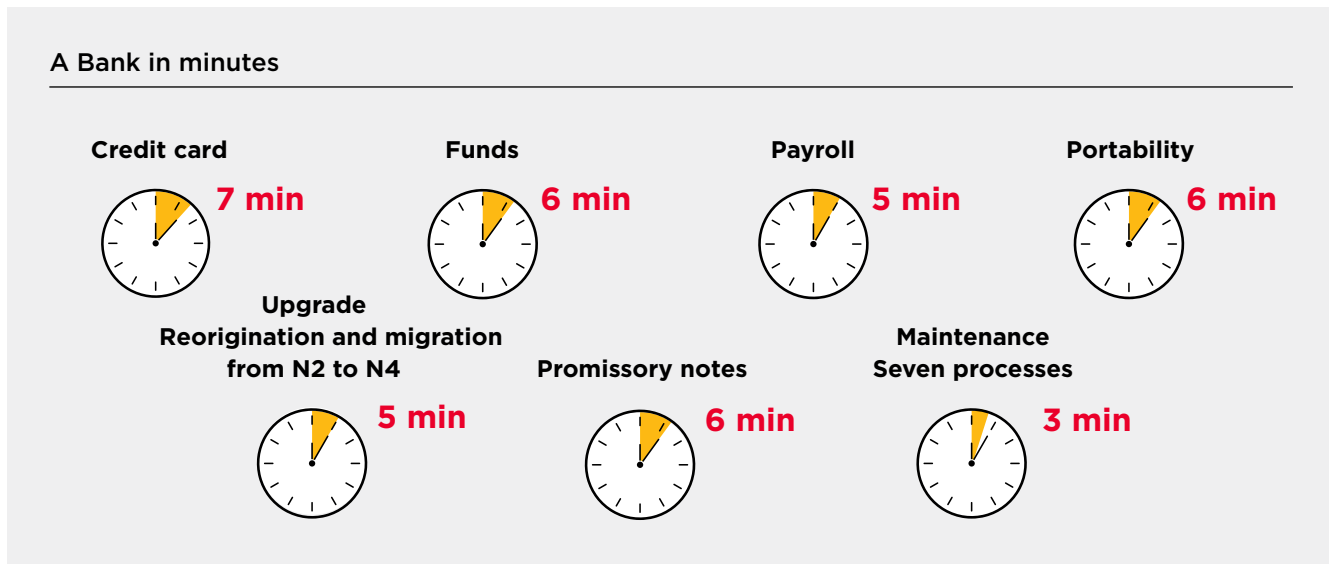 A Bank in minutes
Credit card
7 min
Funds
6 min
Payroll
5 min
Portability
6 min
Upgrade
Reorigination and migration
from N2 to N4
5 min
Promissory notes
6 min
Maintenance
Seven processes
3 min